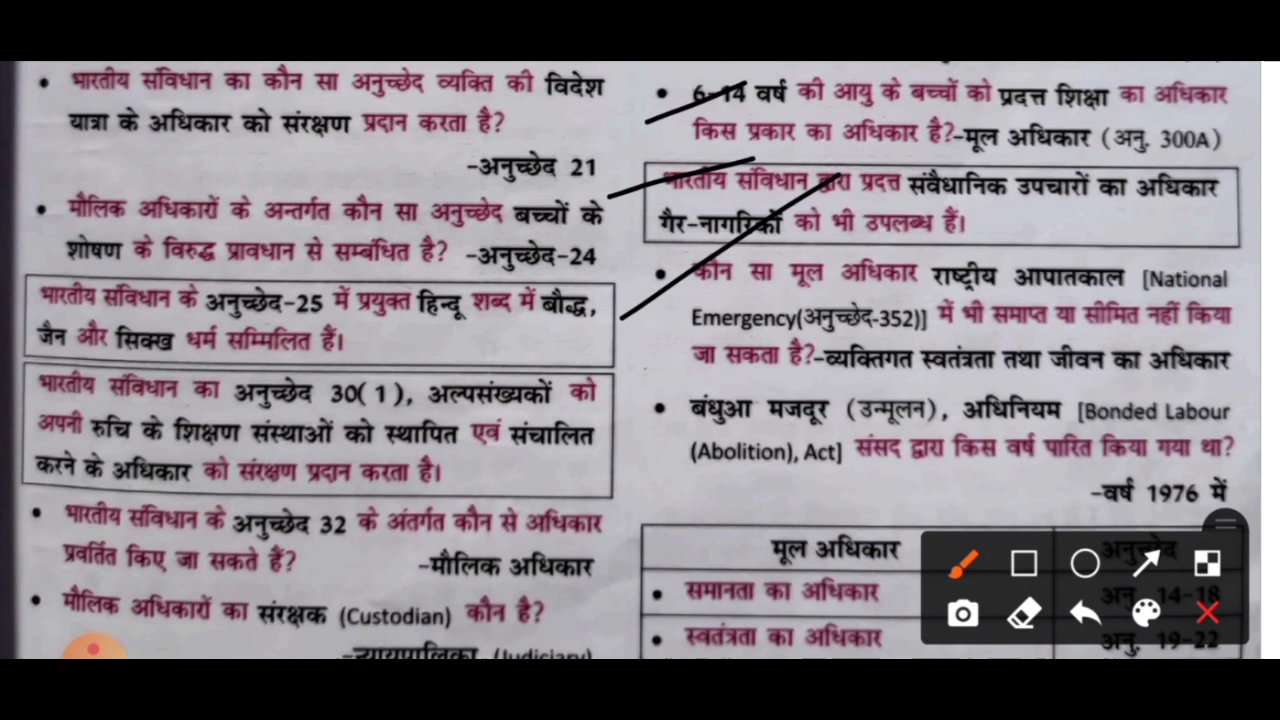 • भारतीय संविधान का कौन सा अनुच्छेद व्यक्ति की विदेश
यात्रा के अधिकार को संरक्षण प्रदान करता है?
-अनुच्छेद 21
• मौलिक अधिकारों के अन्तर्गत कौन सा अनुच्छेद बच्चों के
शोषण के विरुद्ध प्रावधान से सम्बंधित है? -अनुच्छेद-24
भारतीय संविधान के अनुच्छेद-25 में प्रयुक्त हिन्दू शब्द में बौद्ध,
जैन और सिक्ख धर्म सम्मिलित हैं।
भारतीय संविधान का अनुच्छेद 30(1), अल्पसंख्यकों को
अपनी रुचि के शिक्षण संस्थाओं को स्थापित एवं संचालित
करने के अधिकार को संरक्षण प्रदान करता है।
• भारतीय संविधान के अनुच्छेद 32 के अंतर्गत कौन से अधिकार
प्रवर्तित किए जा सकते हैं? -मौलिक अधिकार
• मौलिक अधिकारों का संरक्षक (Custodian) कौन है?
-न्यायपालिका (Judiciary)
• 6-14 वर्ष की आयु के बच्चों को प्रदत्त शिक्षा का अधिकार
किस प्रकार का अधिकार है?-मूल अधिकार (अनु. 300A)
भारतीय संविधान द्वारा प्रदत्त संवैधानिक उपचारों का अधिकार
गैर-नागरिकों को भी उपलब्ध हैं।
• कौन सा मूल अधिकार राष्ट्रीय आपातकाल [National
Emergency(अनुच्छेद-352)] में भी समाप्त या सीमित नहीं किया
जा सकता है?-व्यक्तिगत स्वतंत्रता तथा जीवन का अधिकार
• बंधुआ मजदूर (उन्मूलन), अधिनियम [Bonded Labour
(Abolition), Act] संसद द्वारा किस वर्ष पारित किया गया था?
-वर्ष 1976 में
मूल अधिकार अनुच्छेद
• समानता का अधिकार अनु. 14-18
• स्वतंत्रता का अधिकार अनु. 19-22